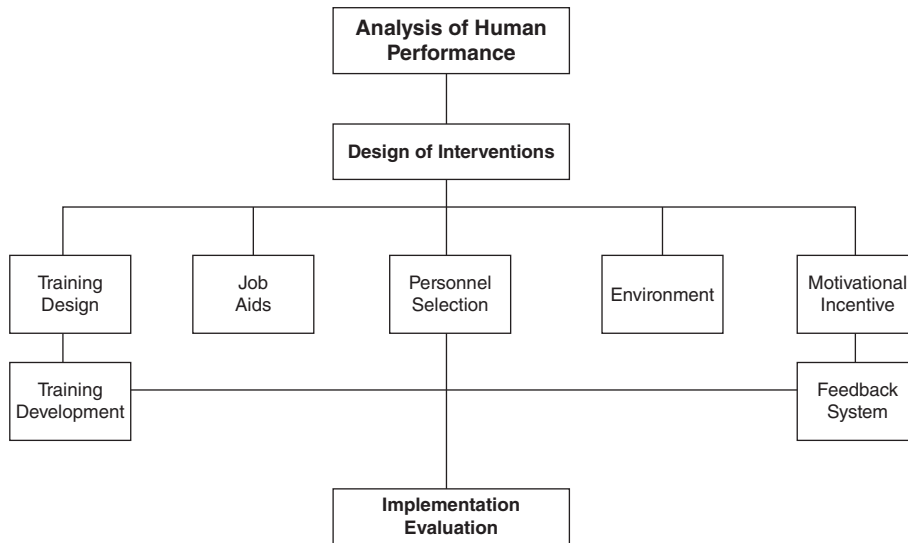 Analysis of Human
Performance
Design of Interventions
Training
Design
Job
Aids
Personnel
Selection
Environment
Motivational
Incentive
Training
Development
Feedback
System
Implementation
Evaluation